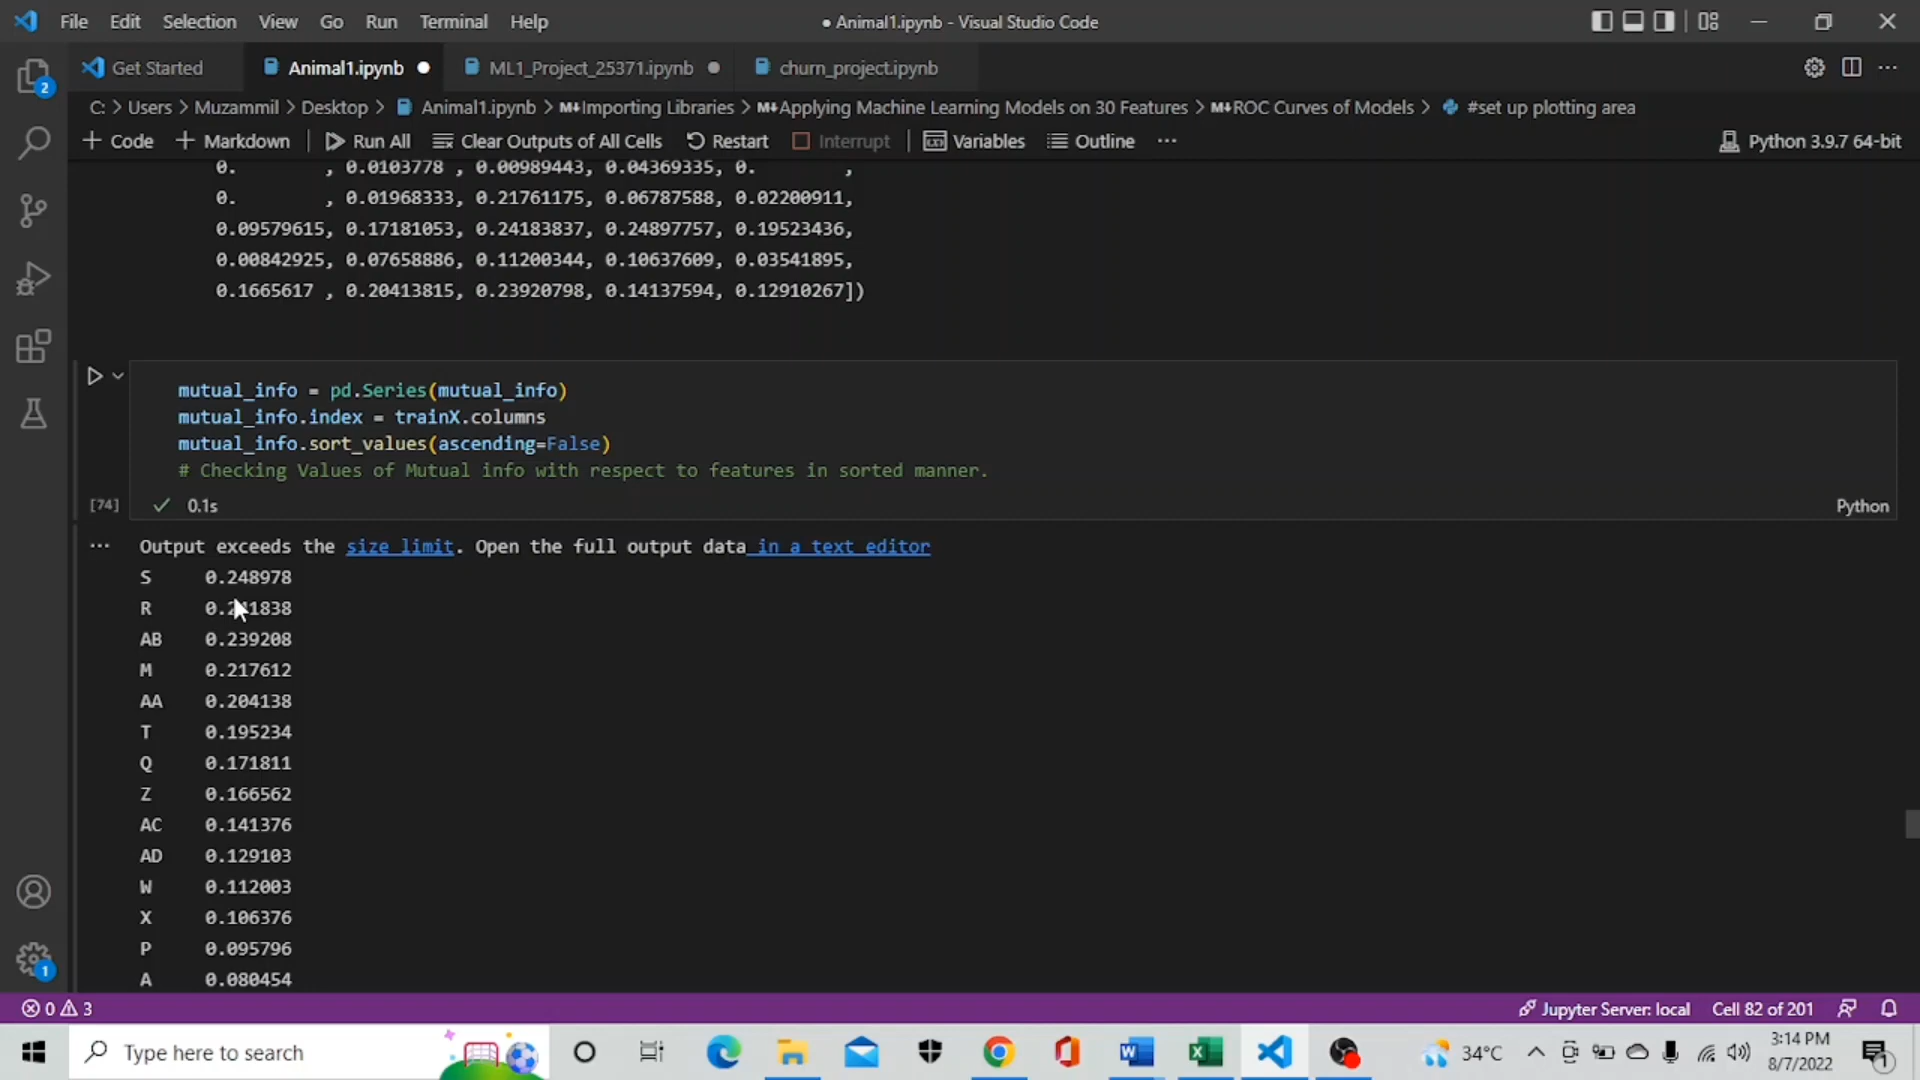 File Edit Selection View Go Run Terminal Help
● Animal1.ipynb - Visual Studio Code
Get Started
Animal1.ipynb
ML1_Project_25371.ipynb
churn_project.ipynb
C: > Users > Muzammil > Desktop > Animal1.ipynb > M↓Importing Libraries > M↓Applying Machine Learning Models on 30 Features > M↓ROC Curves of Models > #set up plotting area
+ Code + Markdown Run All Clear Outputs of All Cells Restart Interrupt Variables Outline ··· Python 3.9.7 64-bit
0. , 0.0103778 , 0.00989443, 0.04369335, 0. ,
0. , 0.01968333, 0.21761175, 0.06787588, 0.02200911,
0.09579615, 0.17181053, 0.24183837, 0.24897757, 0.19523436,
0.00842925, 0.07658886, 0.11200344, 0.10637609, 0.03541895,
0.1665617 , 0.20413815, 0.23920798, 0.14137594, 0.12910267])
mutual_info = pd.Series(mutual_info)
mutual_info.index = trainX.columns
mutual_info.sort_values(ascending=False)
# Checking Values of Mutual info with respect to features in sorted manner.
[74] ✓ 0.1s Python
··· Output exceeds the size limit. Open the full output data in a text editor
S 0.248978
R 0.241838
AB 0.239208
M 0.217612
AA 0.204138
T 0.195234
Q 0.171811
Z 0.166562
AC 0.141376
AD 0.129103
W 0.112003
X 0.106376
P 0.095796
A 0.080454
2
1
0 3
Jupyter Server: local Cell 82 of 201
Type here to search
34°C
3:14 PM
8/7/2022
1